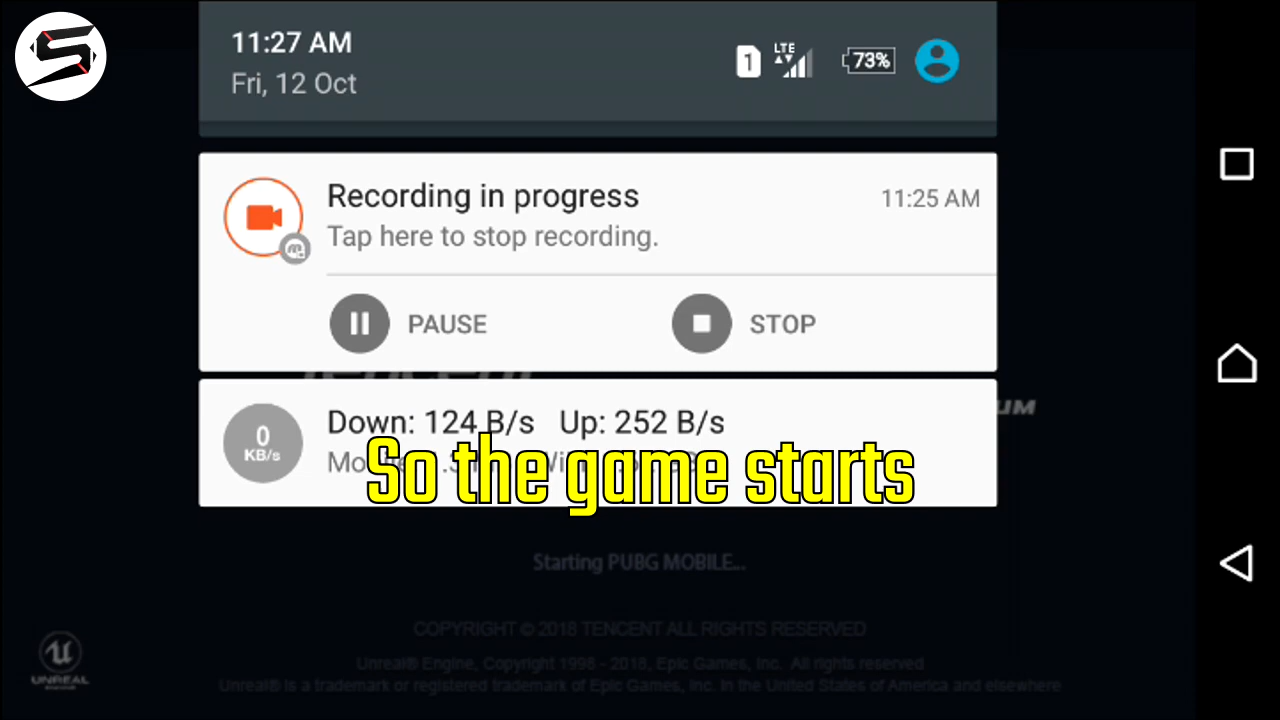 11:27 AM
Fri, 12 Oct
1
LTE
73%
Recording in progress
11:25 AM
Tap here to stop recording.
PAUSE
STOP
TENCENT
0
KB/s
Down: 124 B/s Up: 252 B/s
So the game starts
Starting PUBG MOBILE...
COPYRIGHT © 2018 TENCENT ALL RIGHTS RESERVED
Unreal® Engine, Copyright 1998 - 2018, Epic Games, Inc. All rights reserved
Unreal® is a trademark or registered trademark of Epic Games, Inc. in the United States of America and elsewhere
UNREAL